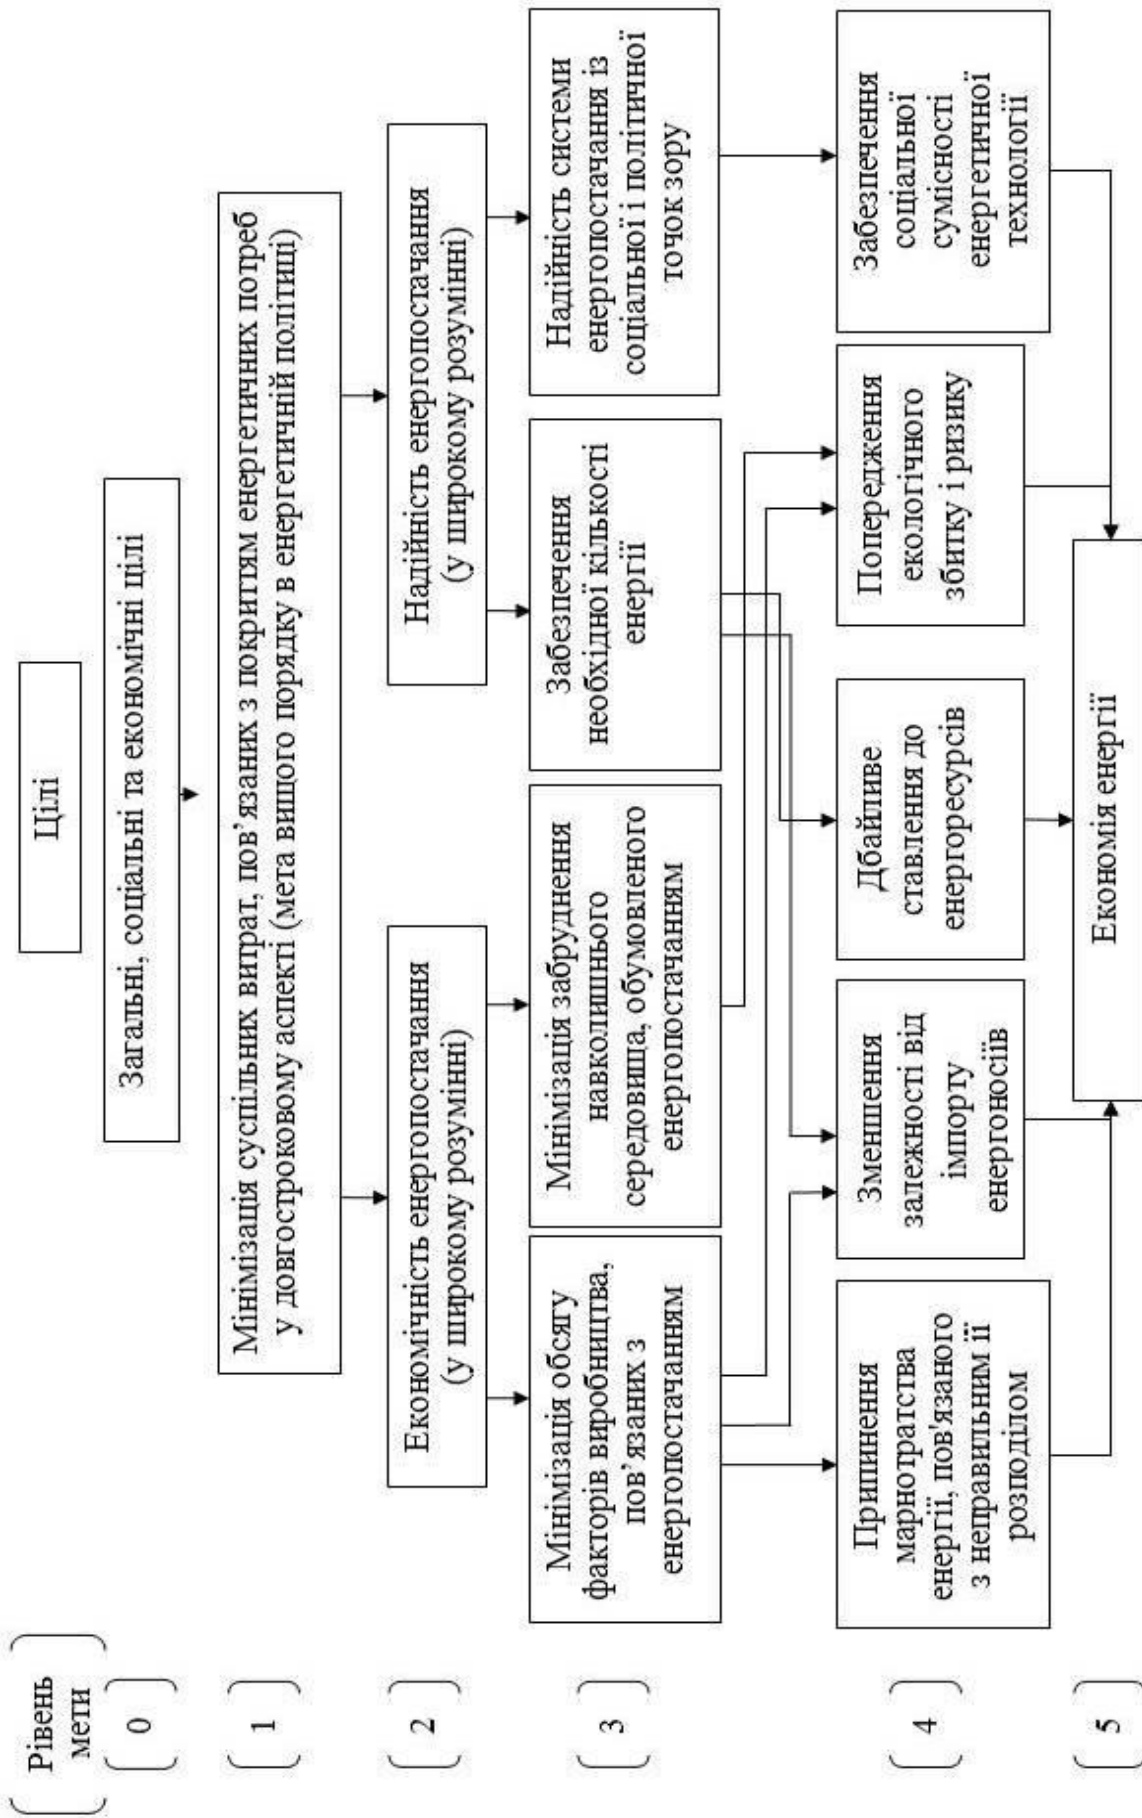 Рівень
мети
Цілі
0
Загальні, соціальні та економічні цілі
1
Мінімізація суспільних витрат, пов’язаних з покриттям енергетичних потреб
у довгостроковому аспекті (мета вищого порядку в енергетичній політиці)
2
Економічність енергопостачання
(у широкому розумінні)
Надійність енергопостачання
(у широкому розумінні)
3
Мінімізація обсягу
факторів виробництва,
пов’язаних з
енергопостачанням
Мінімізація забруднення
навколишнього
середовища, обумовленого
енергопостачанням
Забезпечення
необхідної кількості
енергії
Надійність системи
енергопостачання із
соціальної і політичної
точок зору
4
Припинення
марнотратства
енергії, пов'язаного
з неправильним її
розподілом
Зменшення
залежності від
імпорту
енергоносіїв
Дбайливе
ставлення до
енергоресурсів
Попередження
екологічного
збитку і ризику
Забезпечення
соціальної
сумісності
енергетичної
технології
5
Економія енергії